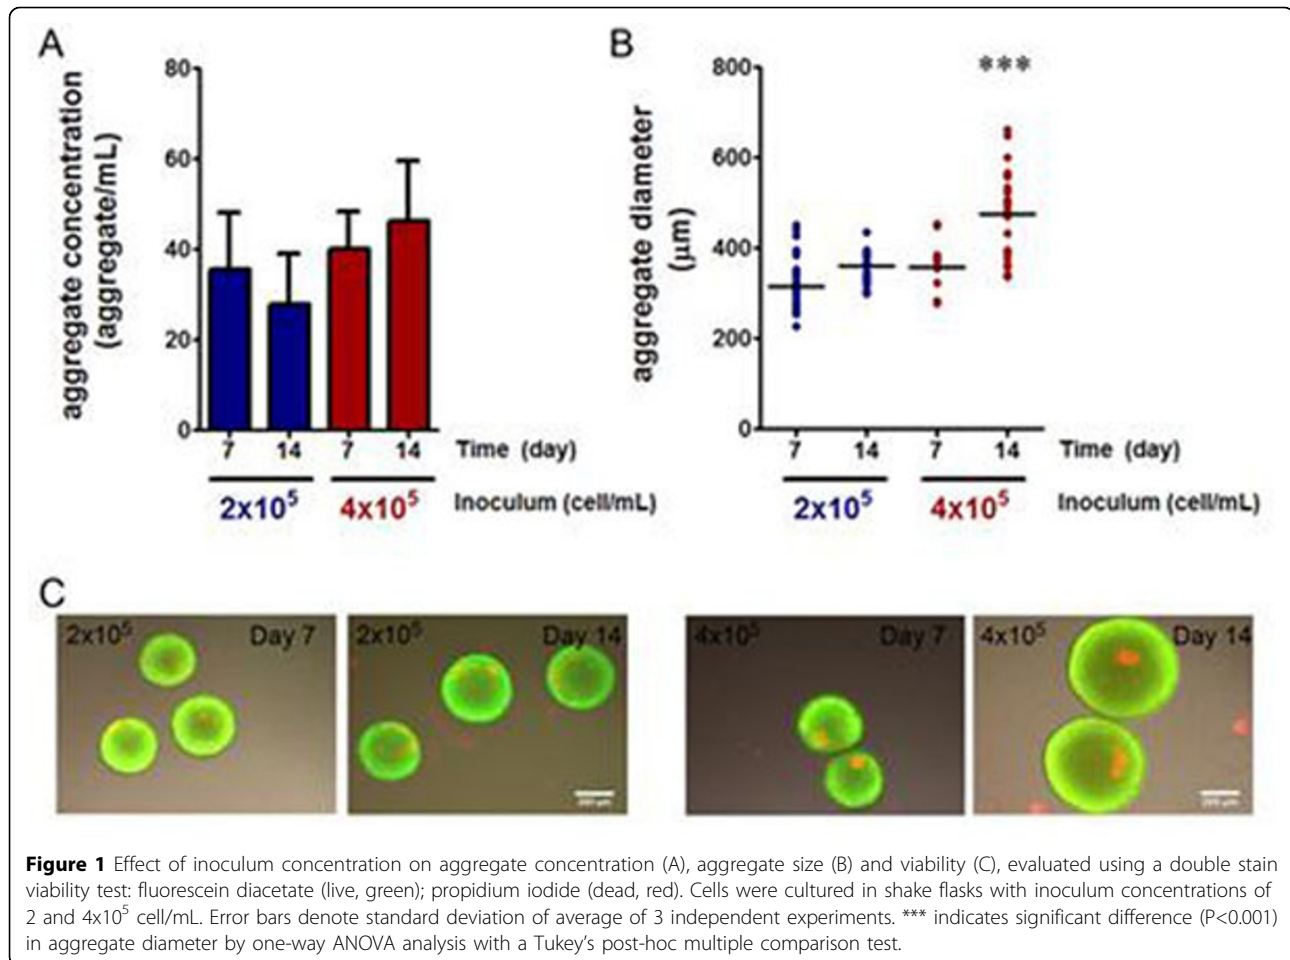 A
aggregate concentration
(aggregate/mL)
80
60
40
20
0
7 14 7 14 Time (day)
2x10⁵ 4x10⁵ Inoculum (cell/mL)
B
aggregate diameter
(µm)
800
600
400
200
0
***
7 14 7 14 Time (day)
2x10⁵ 4x10⁵ Inoculum (cell/mL)
C
2x10⁵ Day 7
2x10⁵ Day 14
4x10⁵ Day 7
4x10⁵ Day 14
Figure 1 Effect of inoculum concentration on aggregate concentration (A), aggregate size (B) and viability (C), evaluated using a double stain
viability test: fluorescein diacetate (live, green); propidium iodide (dead, red). Cells were cultured in shake flasks with inoculum concentrations of
2 and 4x10⁵ cell/mL. Error bars denote standard deviation of average of 3 independent experiments. *** indicates significant difference (P<0.001)
in aggregate diameter by one-way ANOVA analysis with a Tukey's post-hoc multiple comparison test.